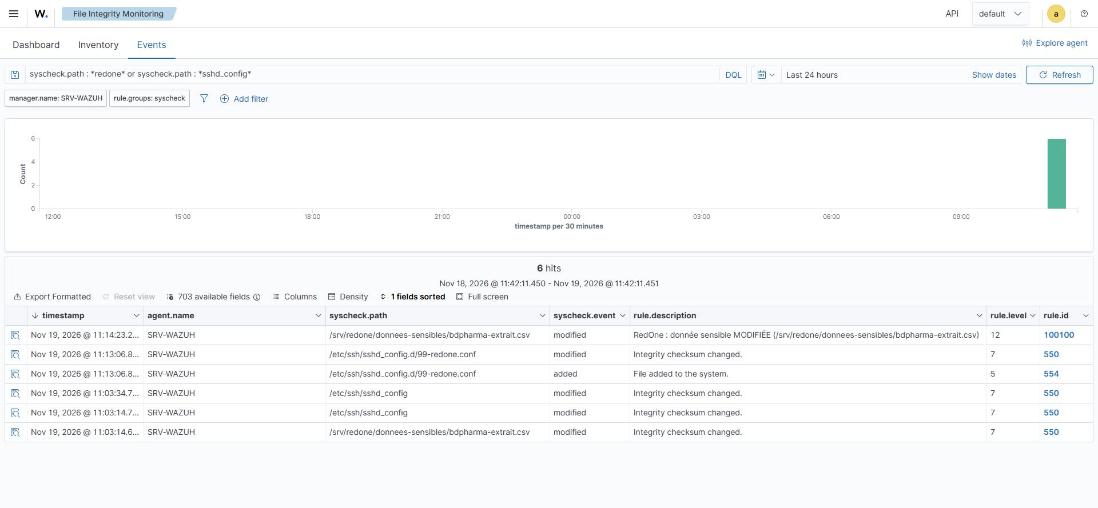 W. File Integrity Monitoring API default a
Dashboard Inventory Events Explore agent
syscheck.path : *redone* or syscheck.path : *sshd_config* DQL Last 24 hours Show dates Refresh
manager.name: SRV-WAZUH rule.groups: syscheck Add filter
Count
6
4
2
0
12:00 15:00 18:00 21:00 00:00 03:00 06:00 09:00
timestamp per 30 minutes
6 hits
Nov 18, 2026 @ 11:42:11.450 - Nov 19, 2026 @ 11:42:11.451
Export Formatted Reset view 703 available fields Columns Density 1 fields sorted Full screen
timestamp agent.name syscheck.path syscheck.event rule.description rule.level rule.id
Nov 19, 2026 @ 11:14:23.2... SRV-WAZUH /srv/redone/donnees-sensibles/bdpharma-extrait.csv modified RedOne : donnée sensible MODIFIÉE (/srv/redone/donnees-sensibles/bdpharma-extrait.csv) 12 100100
Nov 19, 2026 @ 11:13:06.8... SRV-WAZUH /etc/ssh/sshd_config.d/99-redone.conf modified Integrity checksum changed. 7 550
Nov 19, 2026 @ 11:13:06.8... SRV-WAZUH /etc/ssh/sshd_config.d/99-redone.conf added File added to the system. 5 554
Nov 19, 2026 @ 11:03:34.7... SRV-WAZUH /etc/ssh/sshd_config modified Integrity checksum changed. 7 550
Nov 19, 2026 @ 11:03:14.7... SRV-WAZUH /etc/ssh/sshd_config modified Integrity checksum changed. 7 550
Nov 19, 2026 @ 11:03:14.6... SRV-WAZUH /srv/redone/donnees-sensibles/bdpharma-extrait.csv modified Integrity checksum changed. 7 550